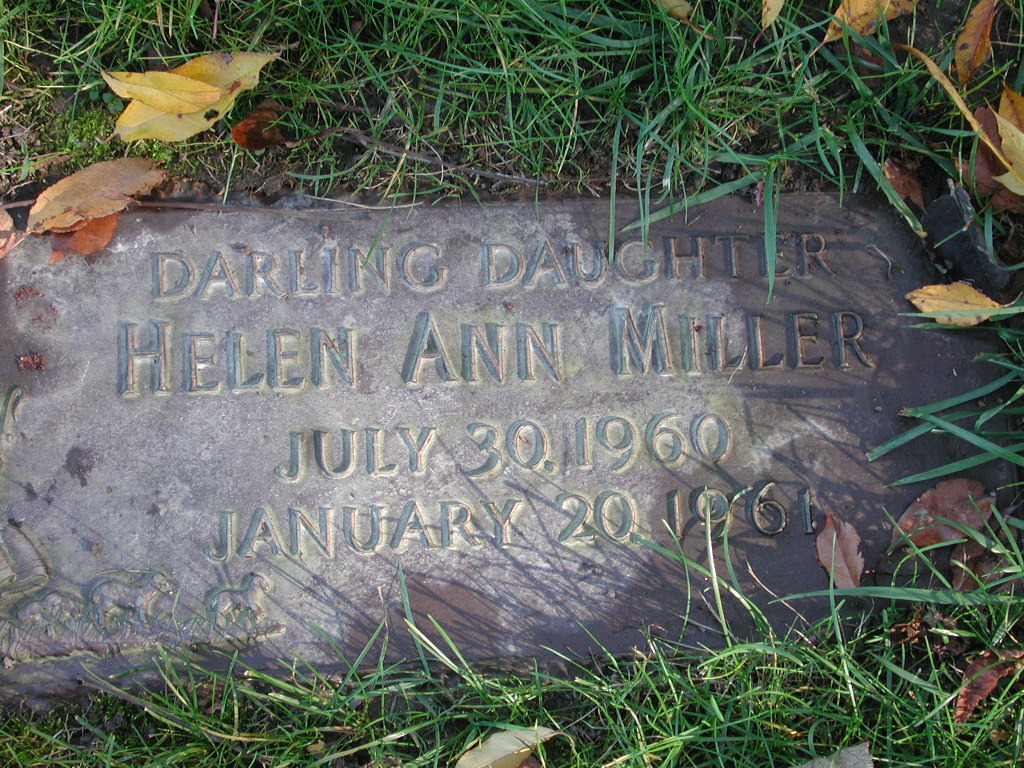 DARLING DAUGHTER
HELEN ANN MILLER
JULY 30, 1960
JANUARY 20, 1961